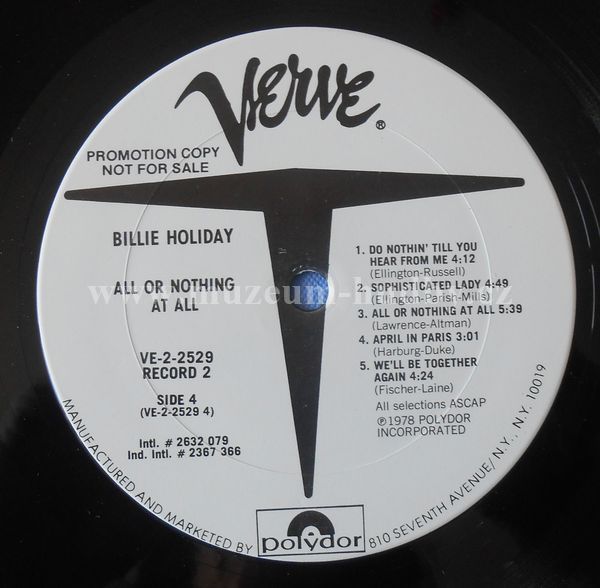 Verve®
PROMOTION COPY
NOT FOR SALE
BILLIE HOLIDAY
ALL OR NOTHING
AT ALL
VE-2-2529
RECORD 2
SIDE 4
(VE-2-2529 4)
Intl. # 2632 079
Ind. Intl. # 2367 366
1. DO NOTHIN' TILL YOU
HEAR FROM ME 4:12
(Ellington-Russell)
2. SOPHISTICATED LADY 4:49
(Ellington-Parish-Mills)
3. ALL OR NOTHING AT ALL 5:39
(Lawrence-Altman)
4. APRIL IN PARIS 3:01
(Harburg-Duke)
5. WE'LL BE TOGETHER
AGAIN 4:24
(Fischer-Laine)
All selections ASCAP
℗1978 POLYDOR
INCORPORATED
MANUFACTURED AND MARKETED BY
polydor
810 SEVENTH AVENUE/ N.Y., N.Y. 10019